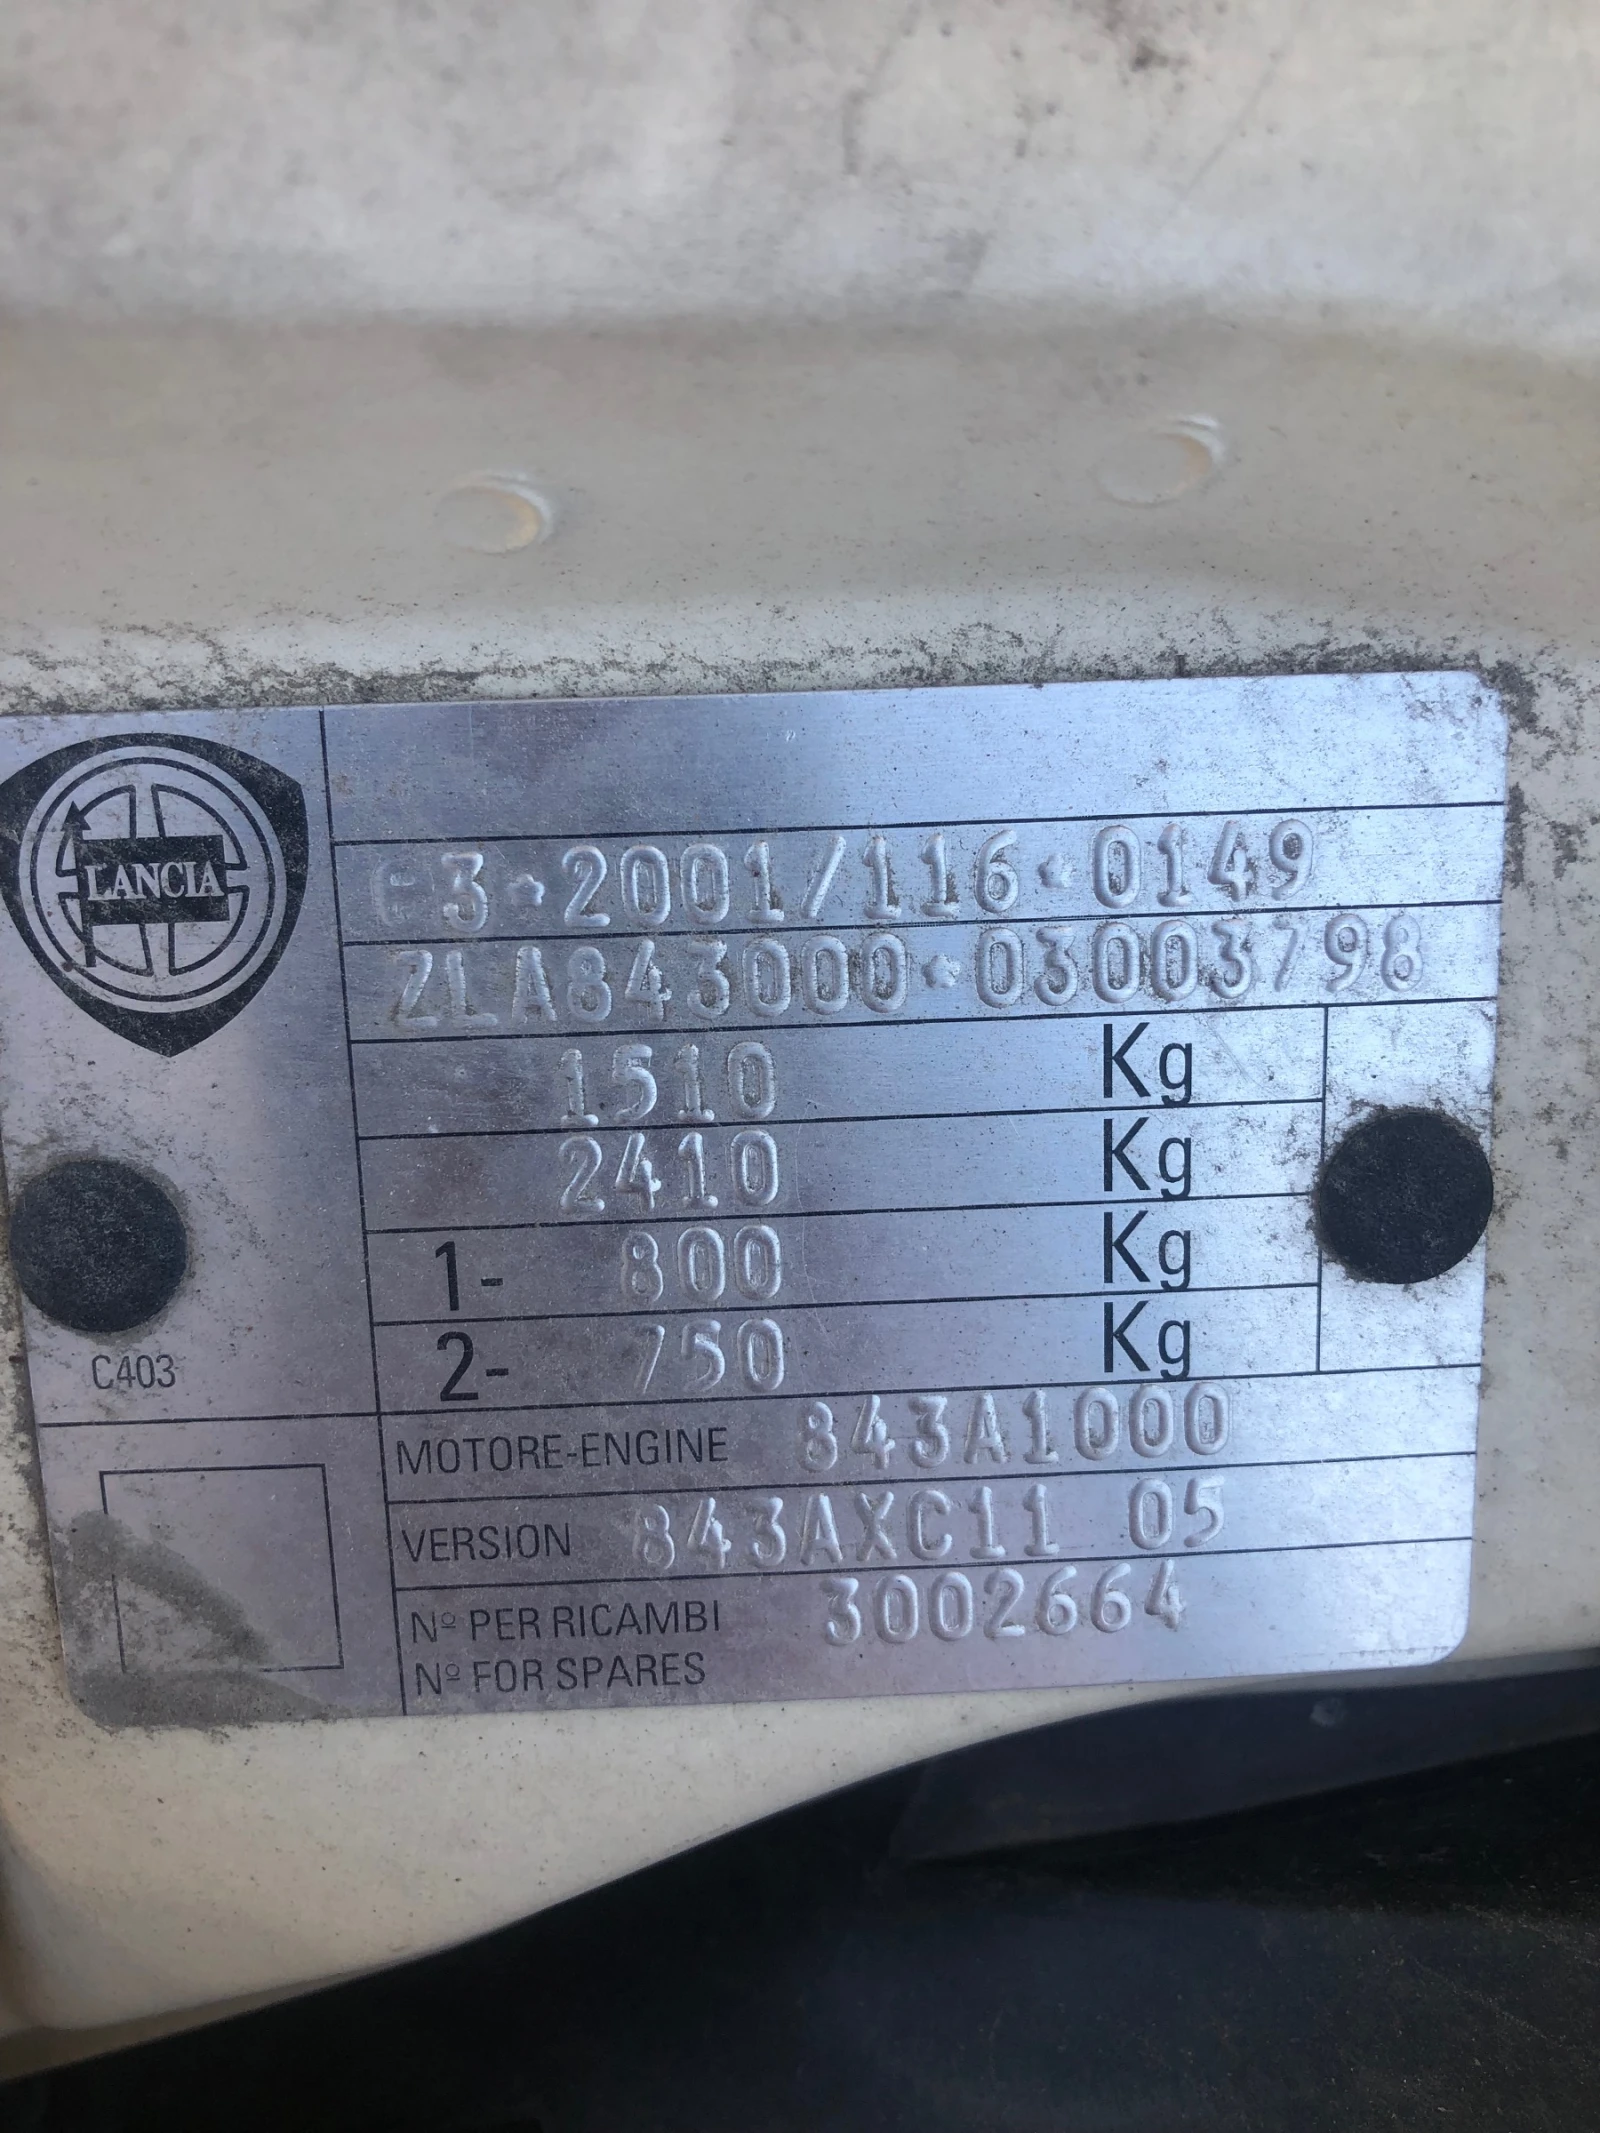 LANCIA
e3*2001/116*0149
ZLA843000*03003798
1510 Kg
2410 Kg
1- 800 Kg
2- 750 Kg
C403
MOTORE-ENGINE 843A1000
VERSION 843AXC11 05
Nº PER RICAMBI 3002664
Nº FOR SPARES